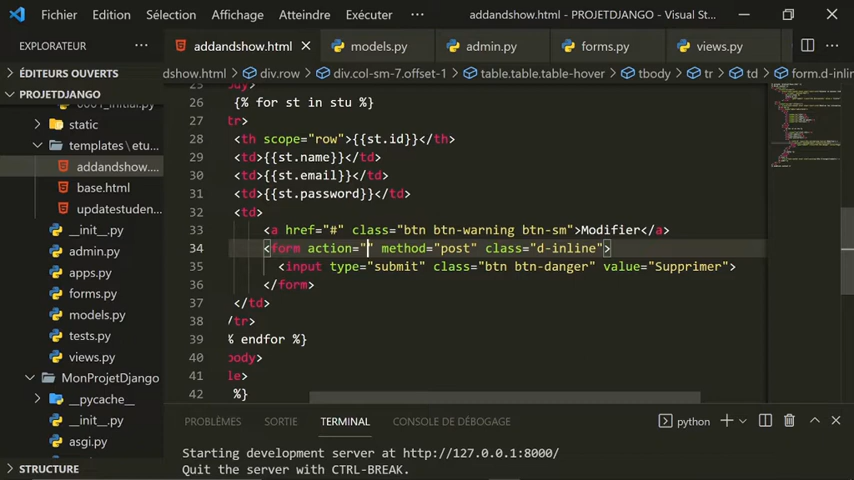 Fichier Edition Sélection Affichage Atteindre Exécuter ··· addandshow.html - PROJETDJANGO - Visual St...
EXPLORATEUR ···
addandshow.html × models.py admin.py forms.py views.py ···
dshow.html > div.row > div.col-sm-7.offset-1 > table.table.table-hover > tbody > tr > td > form.d-inlin
ÉDITEURS OUVERTS
PROJETDJANGO
0001_initial.py
static
templates \ etu...
addandshow....
base.html
updatestuden...
__init__.py
admin.py
apps.py
forms.py
models.py
tests.py
views.py
MonProjetDjango
__pycache__
__init__.py
asgi.py
STRUCTURE
25 body>
26 {% for st in stu %}
27 tr>
28 <th scope="row">{{st.id}}</th>
29 <td>{{st.name}}</td>
30 <td>{{st.email}}</td>
31 <td>{{st.password}}</td>
32 <td>
33 <a href="#" class="btn btn-warning btn-sm">Modifier</a>
34 <form action="" method="post" class="d-inline">
35 <input type="submit" class="btn btn-danger" value="Supprimer">
36 </form>
37 </td>
38 /tr>
39 % endfor %}
40 body>
41 le>
42 %}
PROBLÈMES SORTIE TERMINAL CONSOLE DE DÉBOGAGE python
Starting development server at http://127.0.0.1:8000/
Quit the server with CTRL-BREAK.